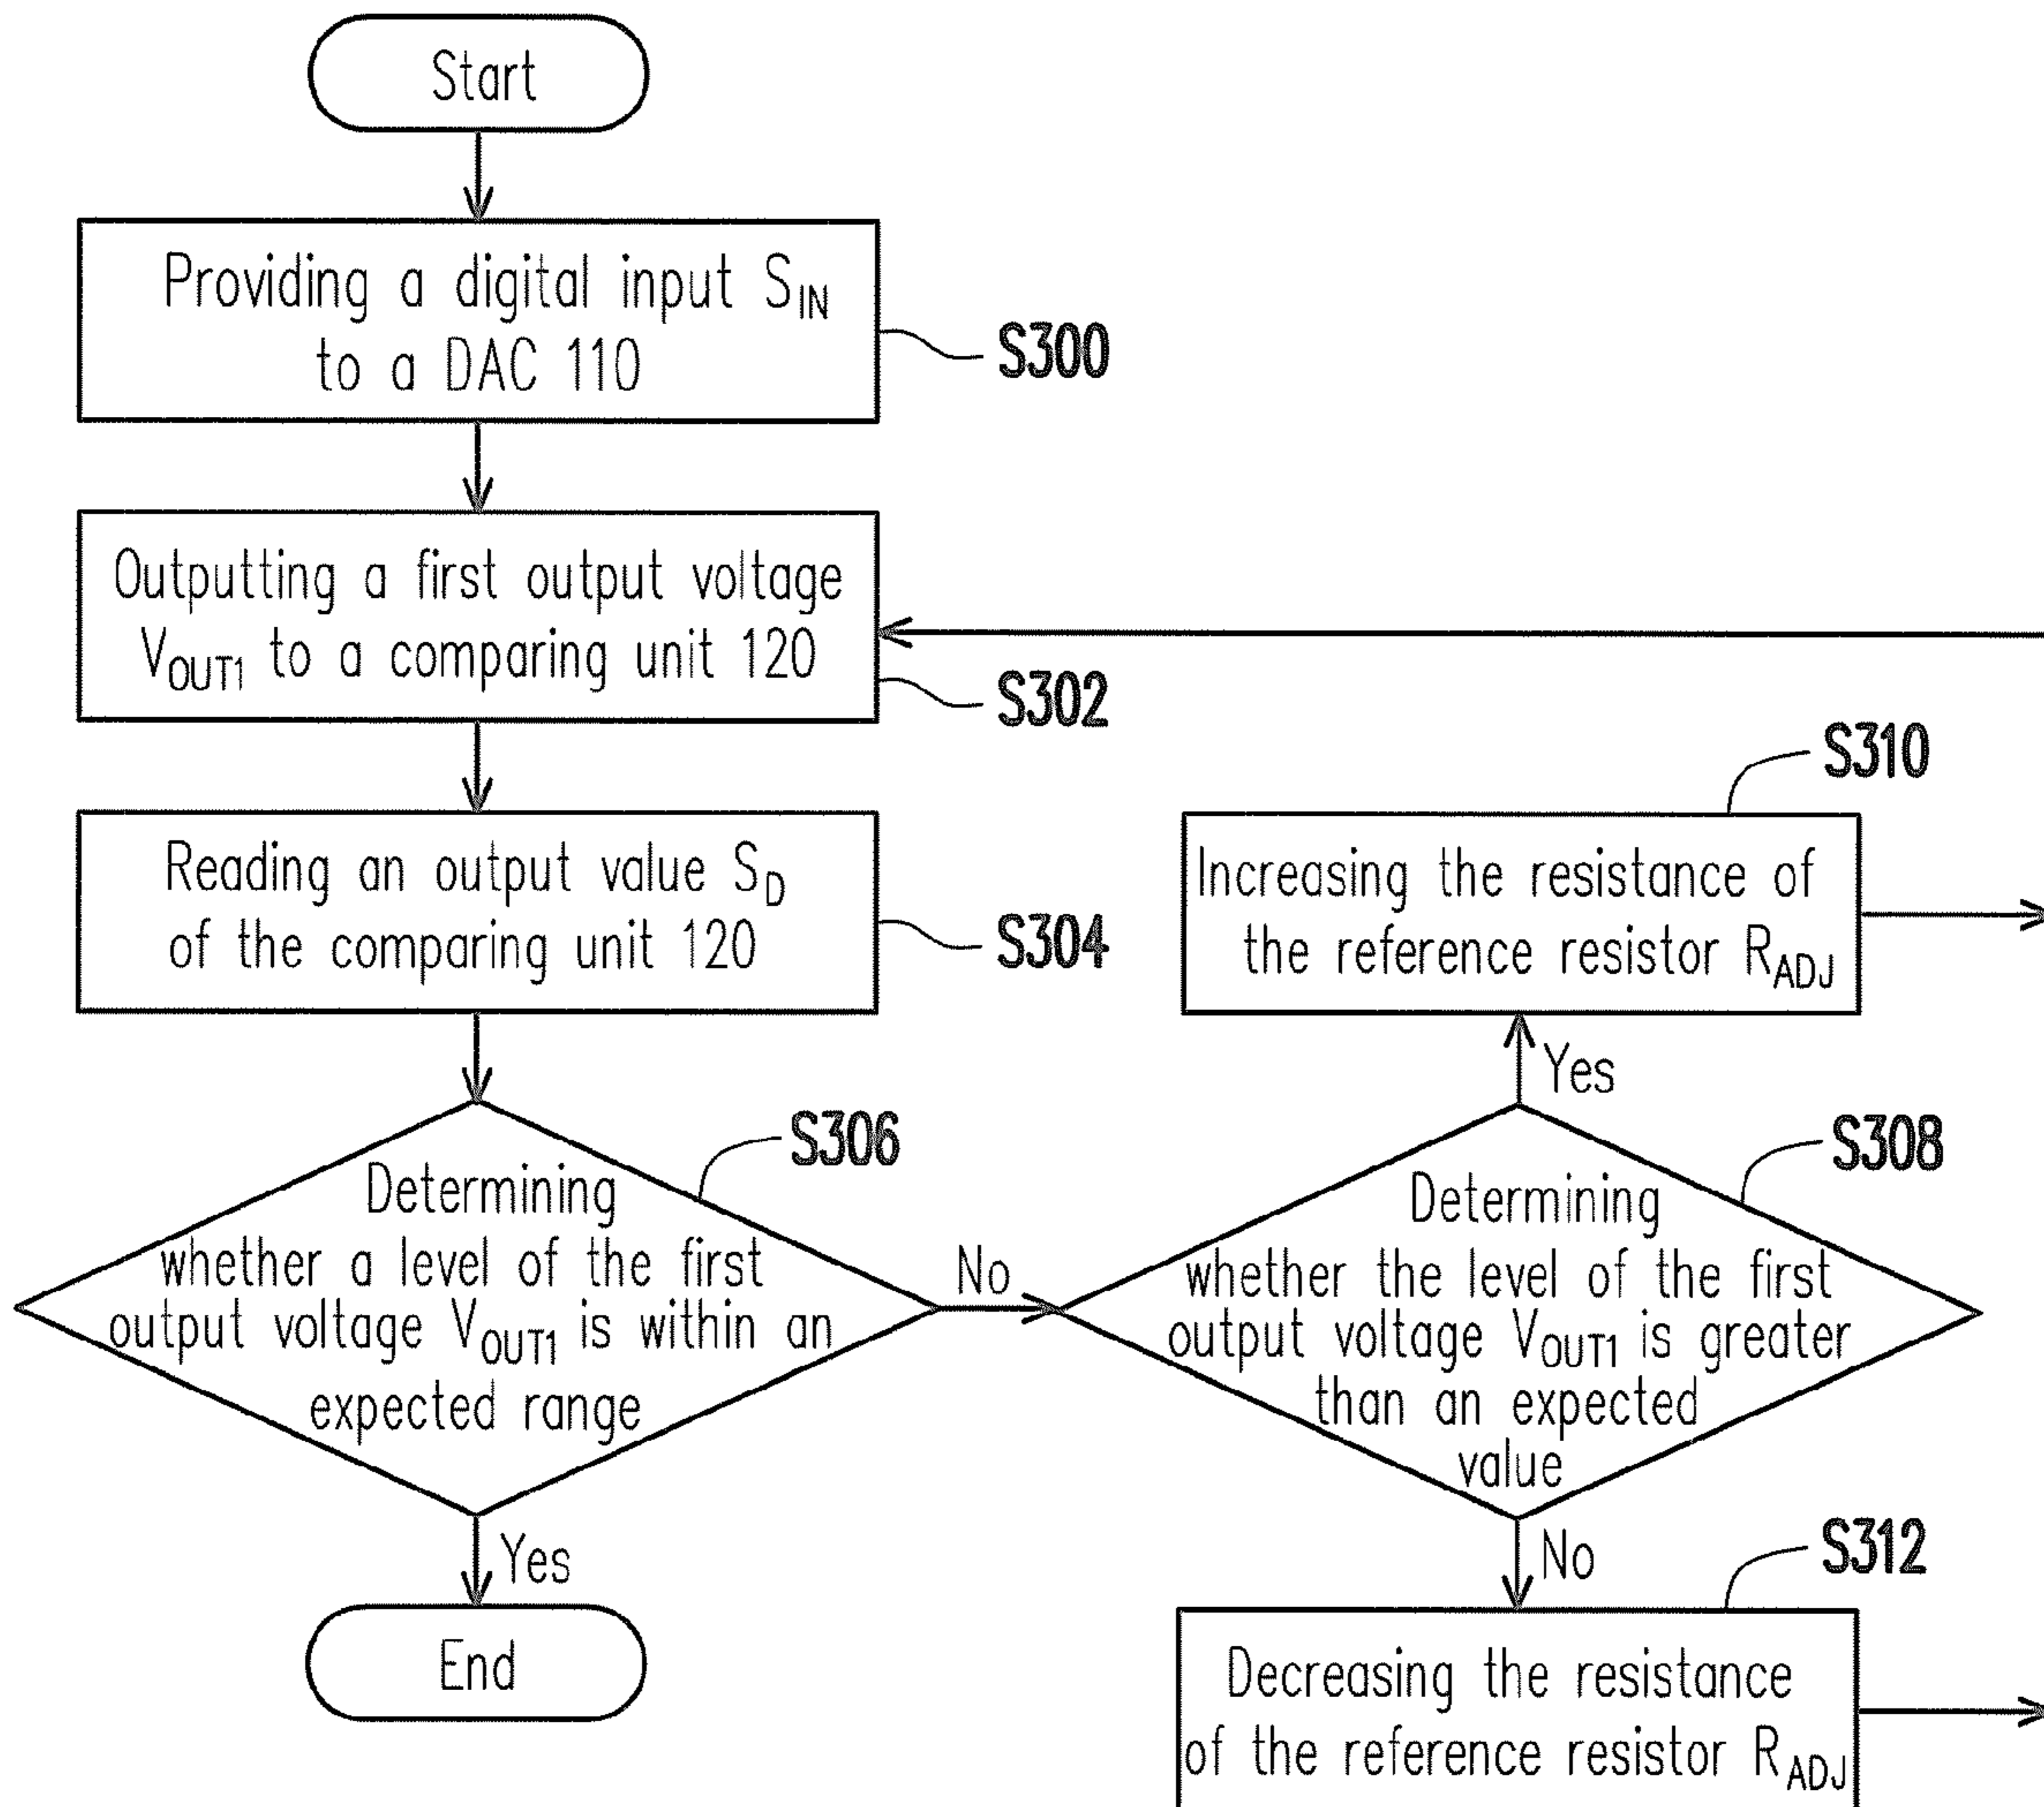 Start
Providing a digital input S_IN
to a DAC 110
S300
Outputting a first output voltage
V_OUT1 to a comparing unit 120
S302
Reading an output value S_D
of the comparing unit 120
S304
Determining
whether a level of the first
output voltage V_OUT1 is within an
expected range
S306
Yes
End
No
Determining
whether the level of the first
output voltage V_OUT1 is greater
than an expected
value
S308
Yes
Increasing the resistance of
the reference resistor R_ADJ
S310
No
Decreasing the resistance
of the reference resistor R_ADJ
S312